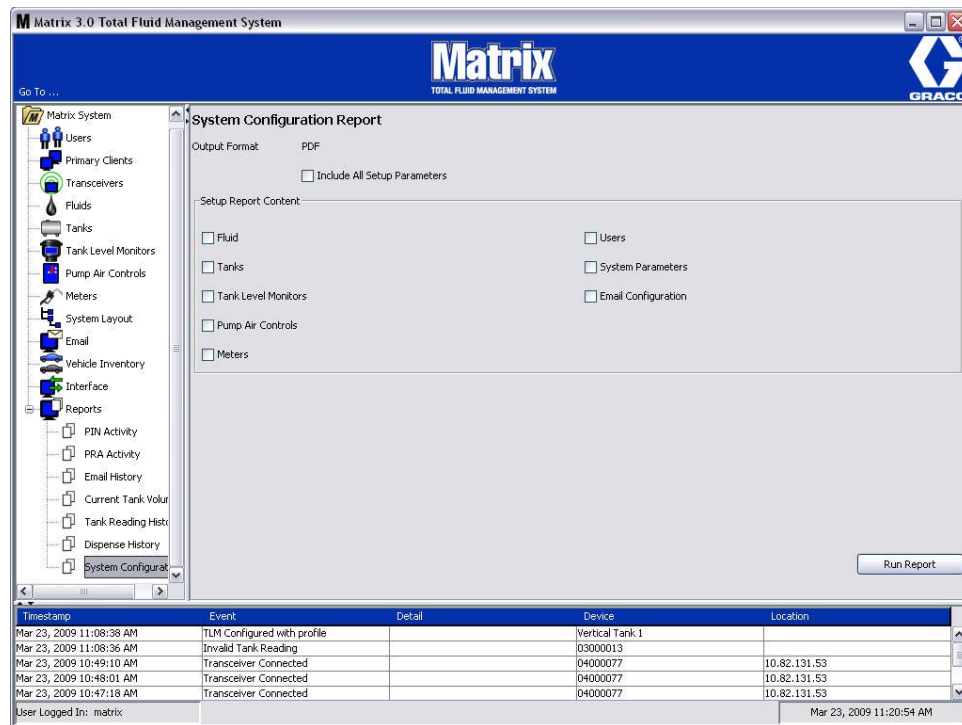 M Matrix 3.0 Total Fluid Management System
Matrix
TOTAL FLUID MANAGEMENT SYSTEM
Go To ...
GRACO
Matrix System
Users
Primary Clients
Transceivers
Fluids
Tanks
Tank Level Monitors
Pump Air Controls
Meters
System Layout
Email
Vehicle Inventory
Interface
Reports
PIN Activity
PRA Activity
Email History
Current Tank Volur
Tank Reading Histo
Dispense History
System Configurat
System Configuration Report
Output Format PDF
Include All Setup Parameters
Setup Report Content
Fluid Users
Tanks System Parameters
Tank Level Monitors Email Configuration
Pump Air Controls
Meters
Run Report
Timestamp Event Detail Device Location
Mar 23, 2009 11:08:38 AM TLM Configured with profile Vertical Tank 1
Mar 23, 2009 11:08:36 AM Invalid Tank Reading 03000013
Mar 23, 2009 10:49:10 AM Transceiver Connected 04000077 10.82.131.53
Mar 23, 2009 10:48:01 AM Transceiver Connected 04000077 10.82.131.53
Mar 23, 2009 10:47:18 AM Transceiver Connected 04000077 10.82.131.53
User Logged In: matrix Mar 23, 2009 11:20:54 AM